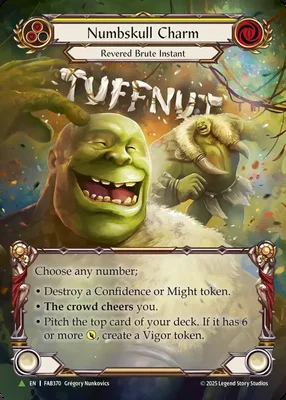 Numbskull Charm
Revered Brute Instant
TUFFNUT
Choose any number;
• Destroy a Confidence or Might token.
• The crowd cheers you.
• Pitch the top card of your deck. If it has 6
or more , create a Vigor token.
EN | FAB370 Grégory Nunkovics
© 2025 Legend Story Studios